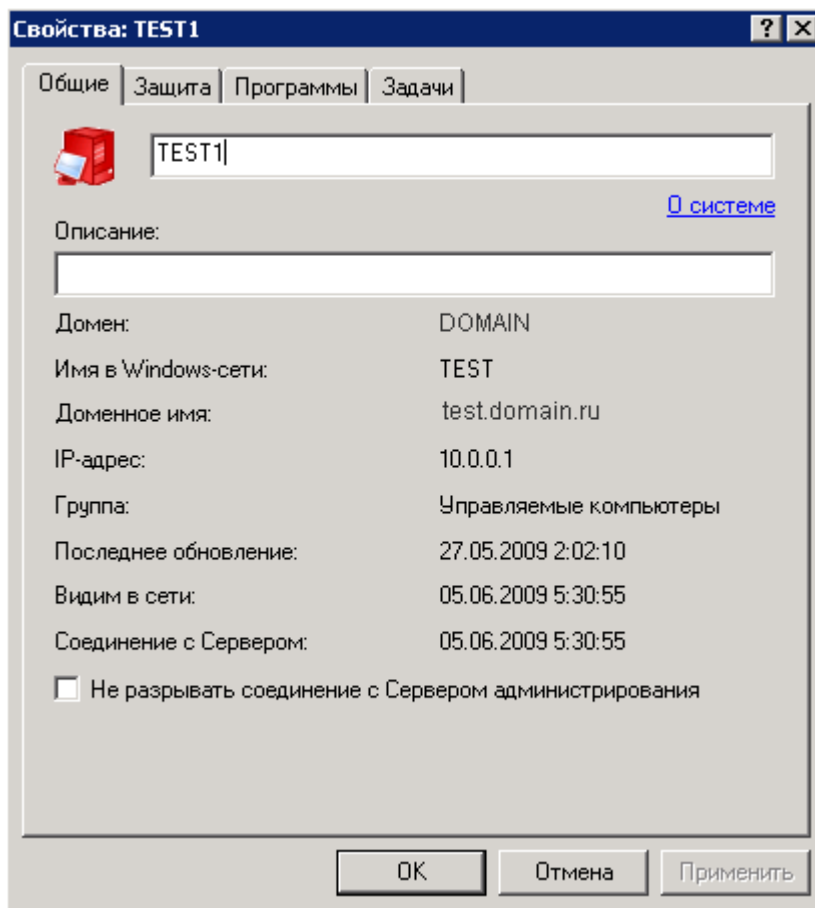 Свойства: TEST1
Общие Защита Программы Задачи
TEST1
О системе
Описание:
Домен: DOMAIN
Имя в Windows-сети: TEST
Доменное имя: test.domain.ru
IP-адрес: 10.0.0.1
Группа: Управляемые компьютеры
Последнее обновление: 27.05.2009 2:02:10
Видим в сети: 05.06.2009 5:30:55
Соединение с Сервером: 05.06.2009 5:30:55
Не разрывать соединение с Сервером администрирования
OK Отмена Применить